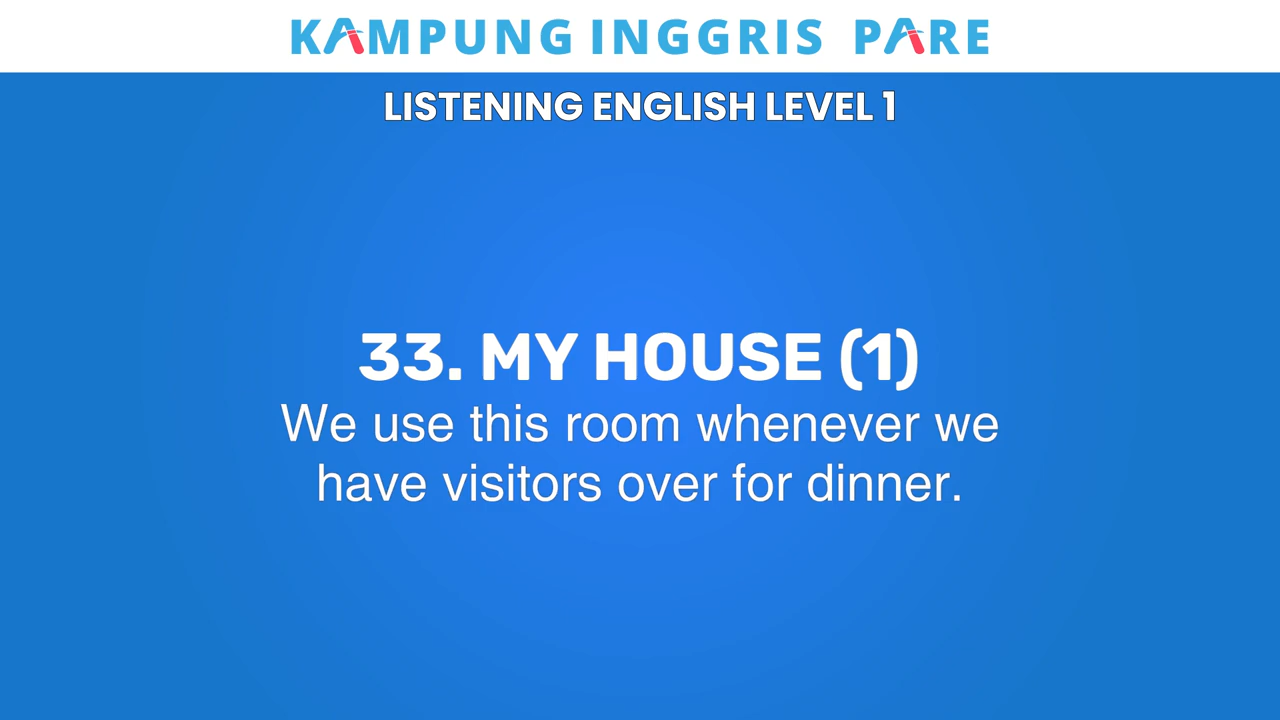 KAMPUNG INGGRIS PARE
LISTENING ENGLISH LEVEL 1
33. MY HOUSE (1)
We use this room whenever we
have visitors over for dinner.